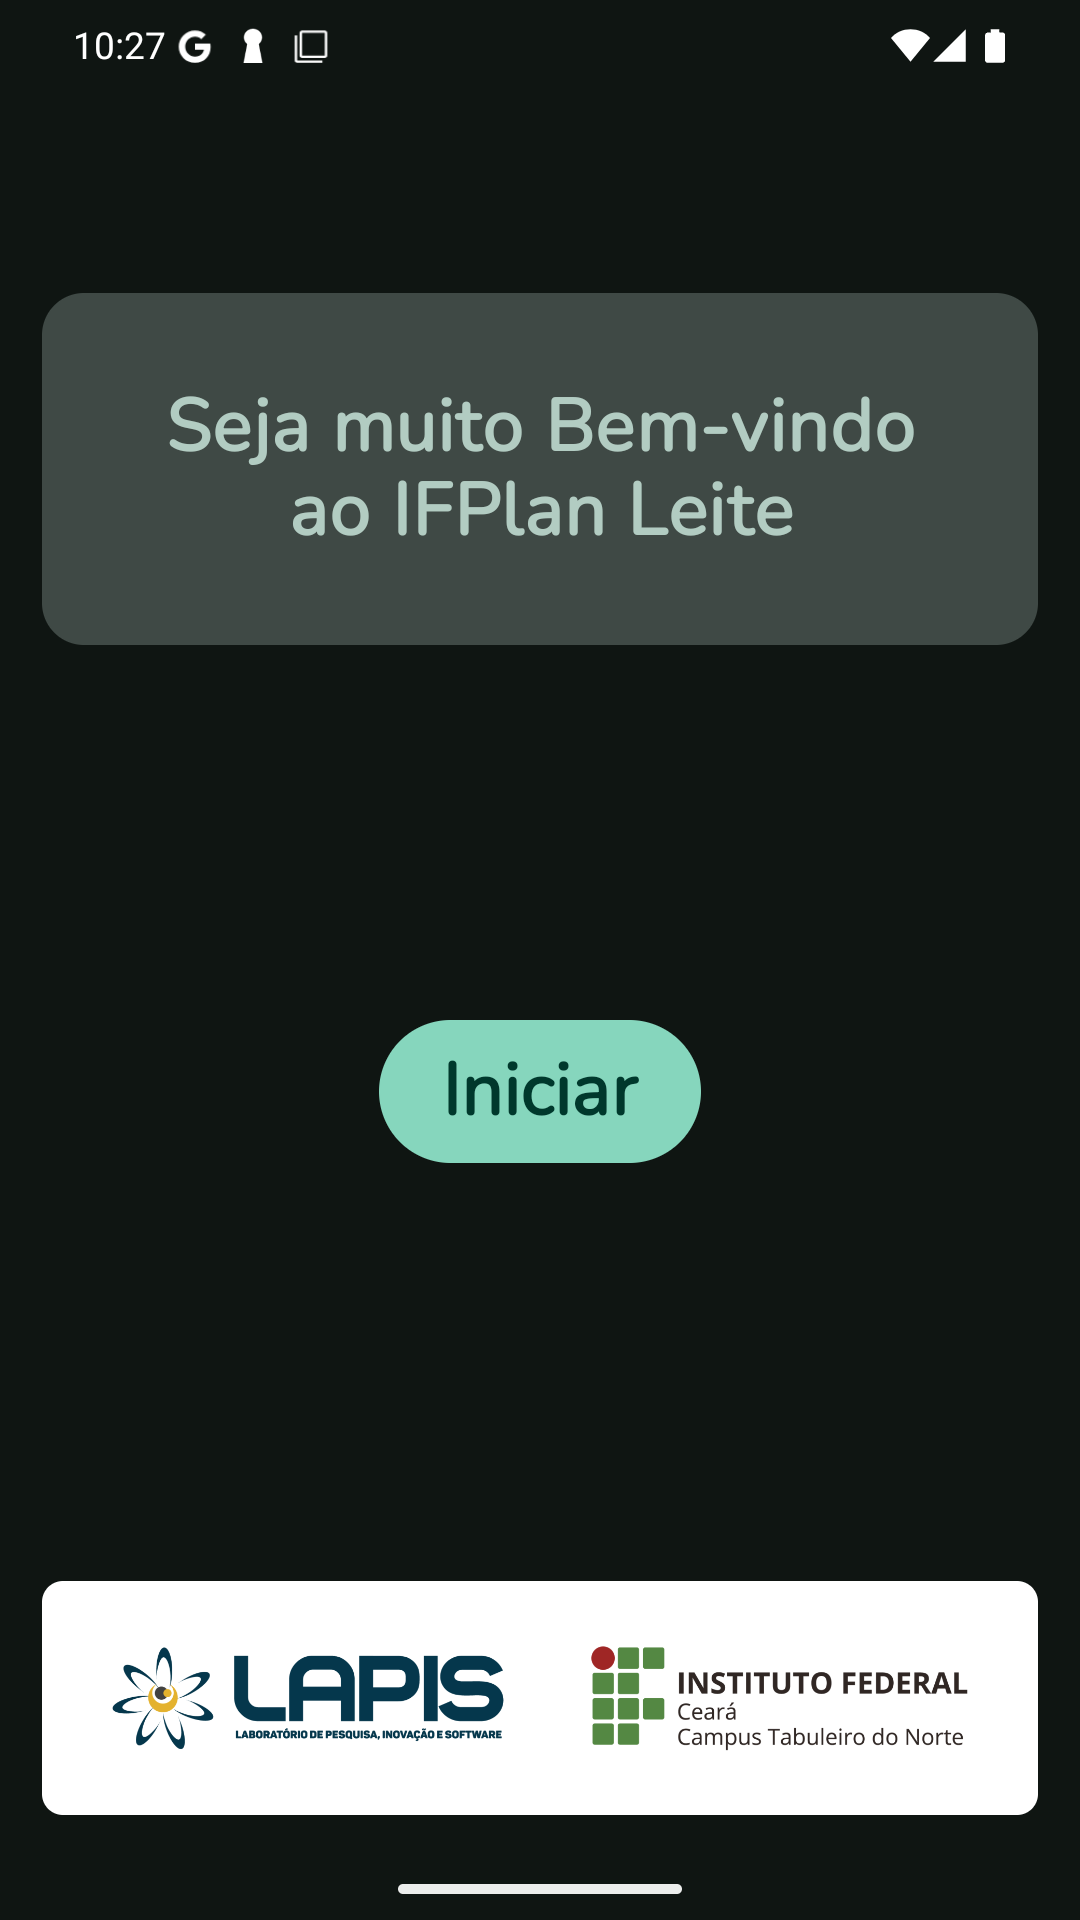 10:27
Seja muito Bem-vindo
ao IFPlan Leite
Iniciar
LAPIS
LABORATÓRIO DE PESQUISA, INOVAÇÃO E SOFTWARE
INSTITUTO FEDERAL
Ceará
Campus Tabuleiro do Norte